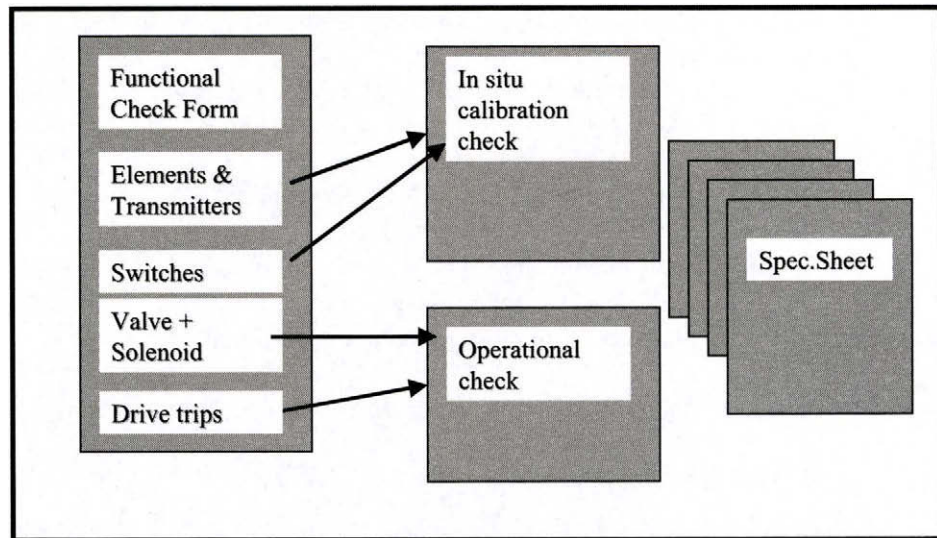 Functional
Check Form
Elements &
Transmitters
Switches
Valve +
Solenoid
Drive trips
In situ
calibration
check
Operational
check
Spec.Sheet